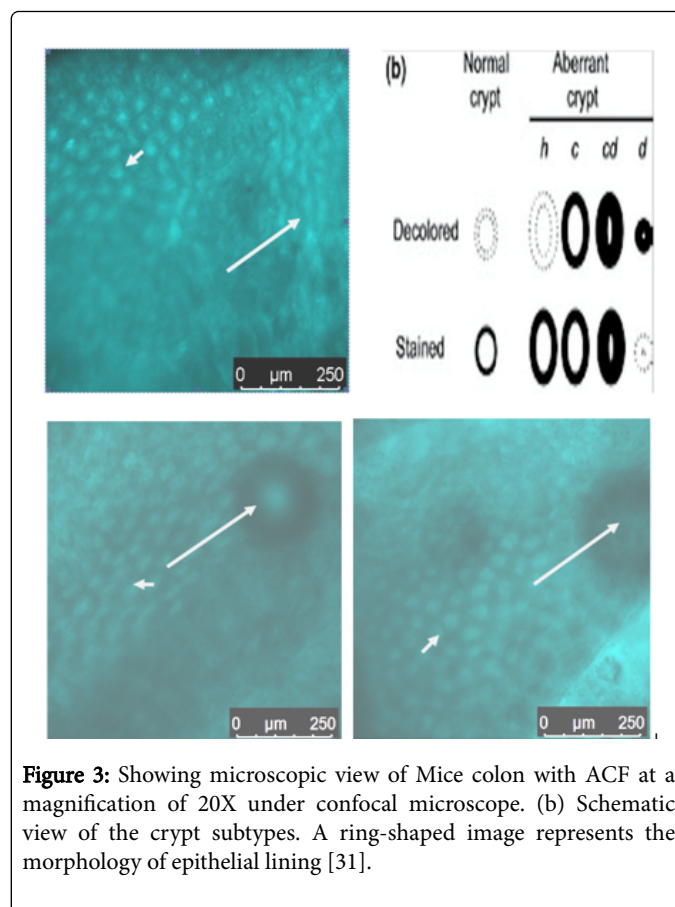 (b) Normal crypt Aberrant crypt
h c cd d
Decolored
Stained
0 µm 250
0 µm 250
0 µm 250
Figure 3: Showing microscopic view of Mice colon with ACF at a
magnification of 20X under confocal microscope. (b) Schematic
view of the crypt subtypes. A ring-shaped image represents the
morphology of epithelial lining [31].